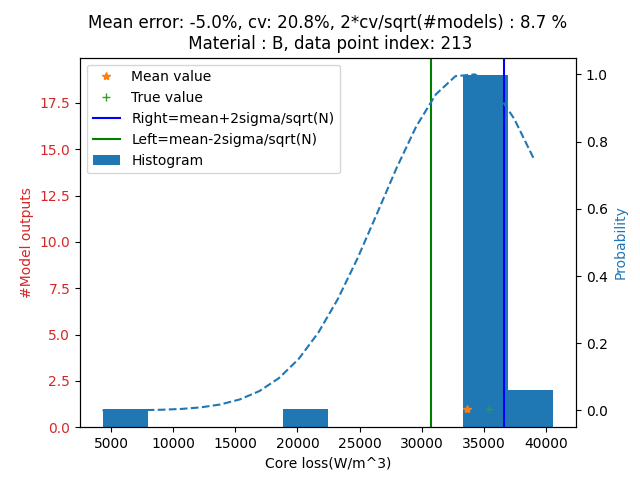 Mean error: -5.0%, cv: 20.8%, 2*cv/sqrt(#models) : 8.7 %
Material : B, data point index: 213
Mean value
True value
Right=mean+2sigma/sqrt(N)
Left=mean-2sigma/sqrt(N)
Histogram
#Model outputs
17.5
15.0
12.5
10.0
7.5
5.0
2.5
0.0
1.0
0.8
0.6
0.4
0.2
0.0
Probability
5000 10000 15000 20000 25000 30000 35000 40000
Core loss(W/m^3)